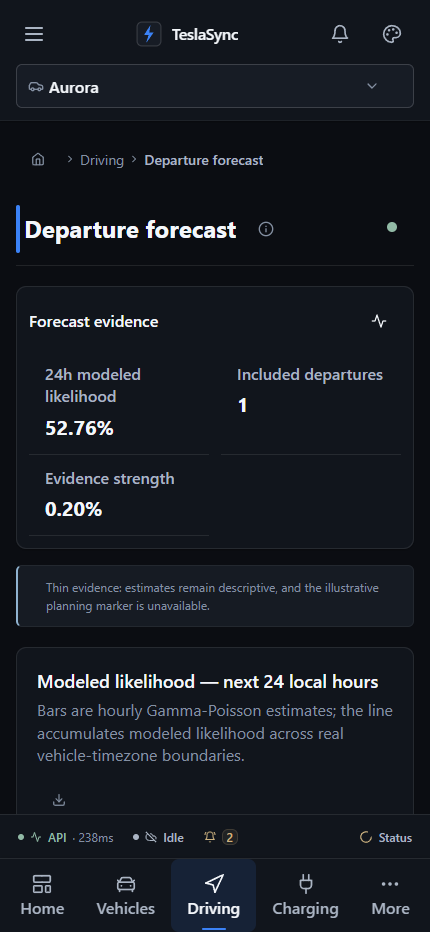 TeslaSync
Aurora
Driving
Departure forecast
Departure forecast
Forecast evidence
24h modeled
likelihood
52.76%
Included departures
1
Evidence strength
0.20%
Thin evidence: estimates remain descriptive, and the illustrative
planning marker is unavailable.
Modeled likelihood — next 24 local hours
Bars are hourly Gamma-Poisson estimates; the line
accumulates modeled likelihood across real
vehicle-timezone boundaries.
API · 238ms Idle 2 Status
Home Vehicles Driving Charging More